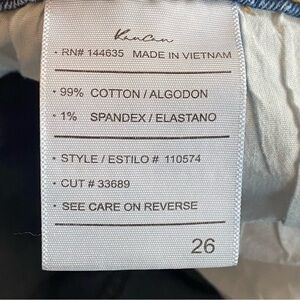 KanCan
· RN# 144635 MADE IN VIETNAM
· 99% COTTON / ALGODON
· 1% SPANDEX / ELASTANO
· STYLE / ESTILO # 110574
· CUT # 33689
· SEE CARE ON REVERSE
26